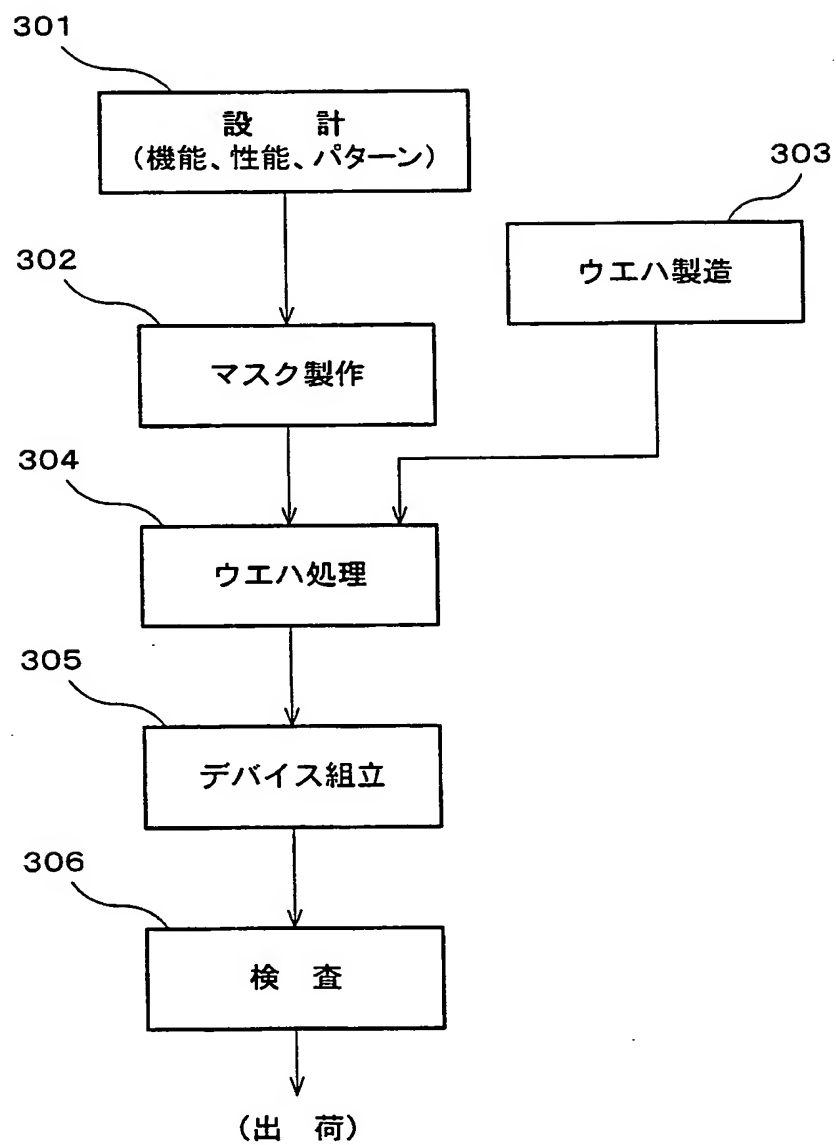 301
設 計
(機能、性能、パターン)
303
ウエハ製造
302
マスク製作
304
ウエハ処理
305
デバイス組立
306
検 査
(出 荷)